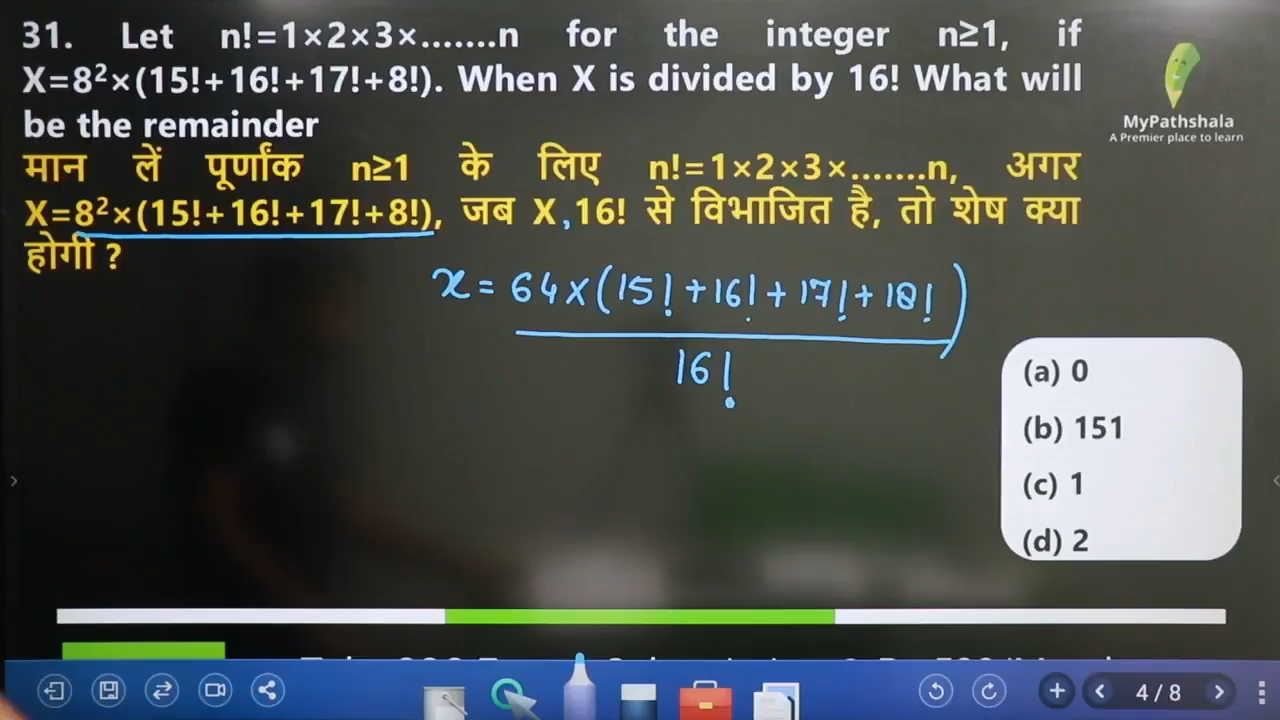 31. Let n!=1×2×3×.......n for the integer n≥1, if
X=8²×(15!+16!+17!+8!). When X is divided by 16! What will
be the remainder
मान लें पूर्णांक n≥1 के लिए n!=1×2×3×.......n, अगर
X=8²×(15!+16!+17!+8!), जब X,16! से विभाजित है, तो शेष क्या
होगी ?
x = 64×(15!+16!+17!+18!)
16!
(a) 0
(b) 151
(c) 1
(d) 2
MyPathshala
A Premier place to learn
4 / 8